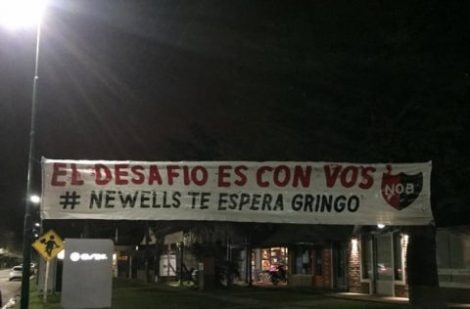 EL DESAFIO ES CON VOS
# NEWELLS TE ESPERA GRINGO
NOB